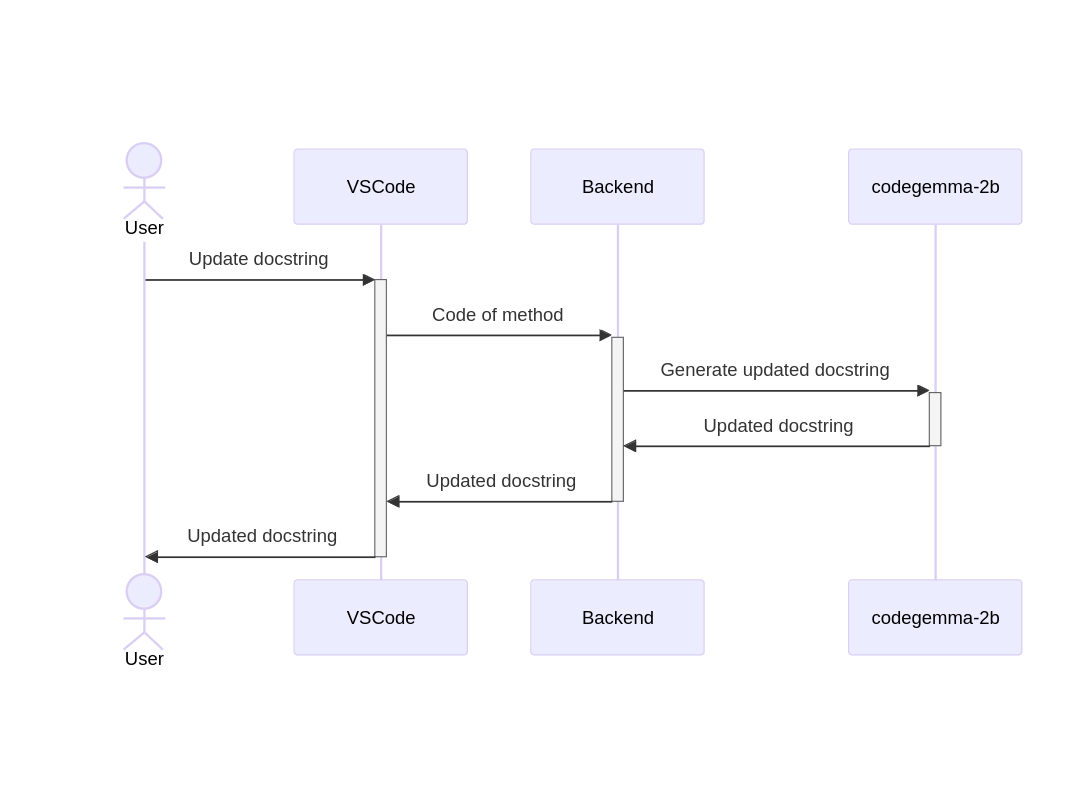 User
VSCode
Backend
codegemma-2b
Update docstring
Code of method
Generate updated docstring
Updated docstring
Updated docstring
Updated docstring
User
VSCode
Backend
codegemma-2b